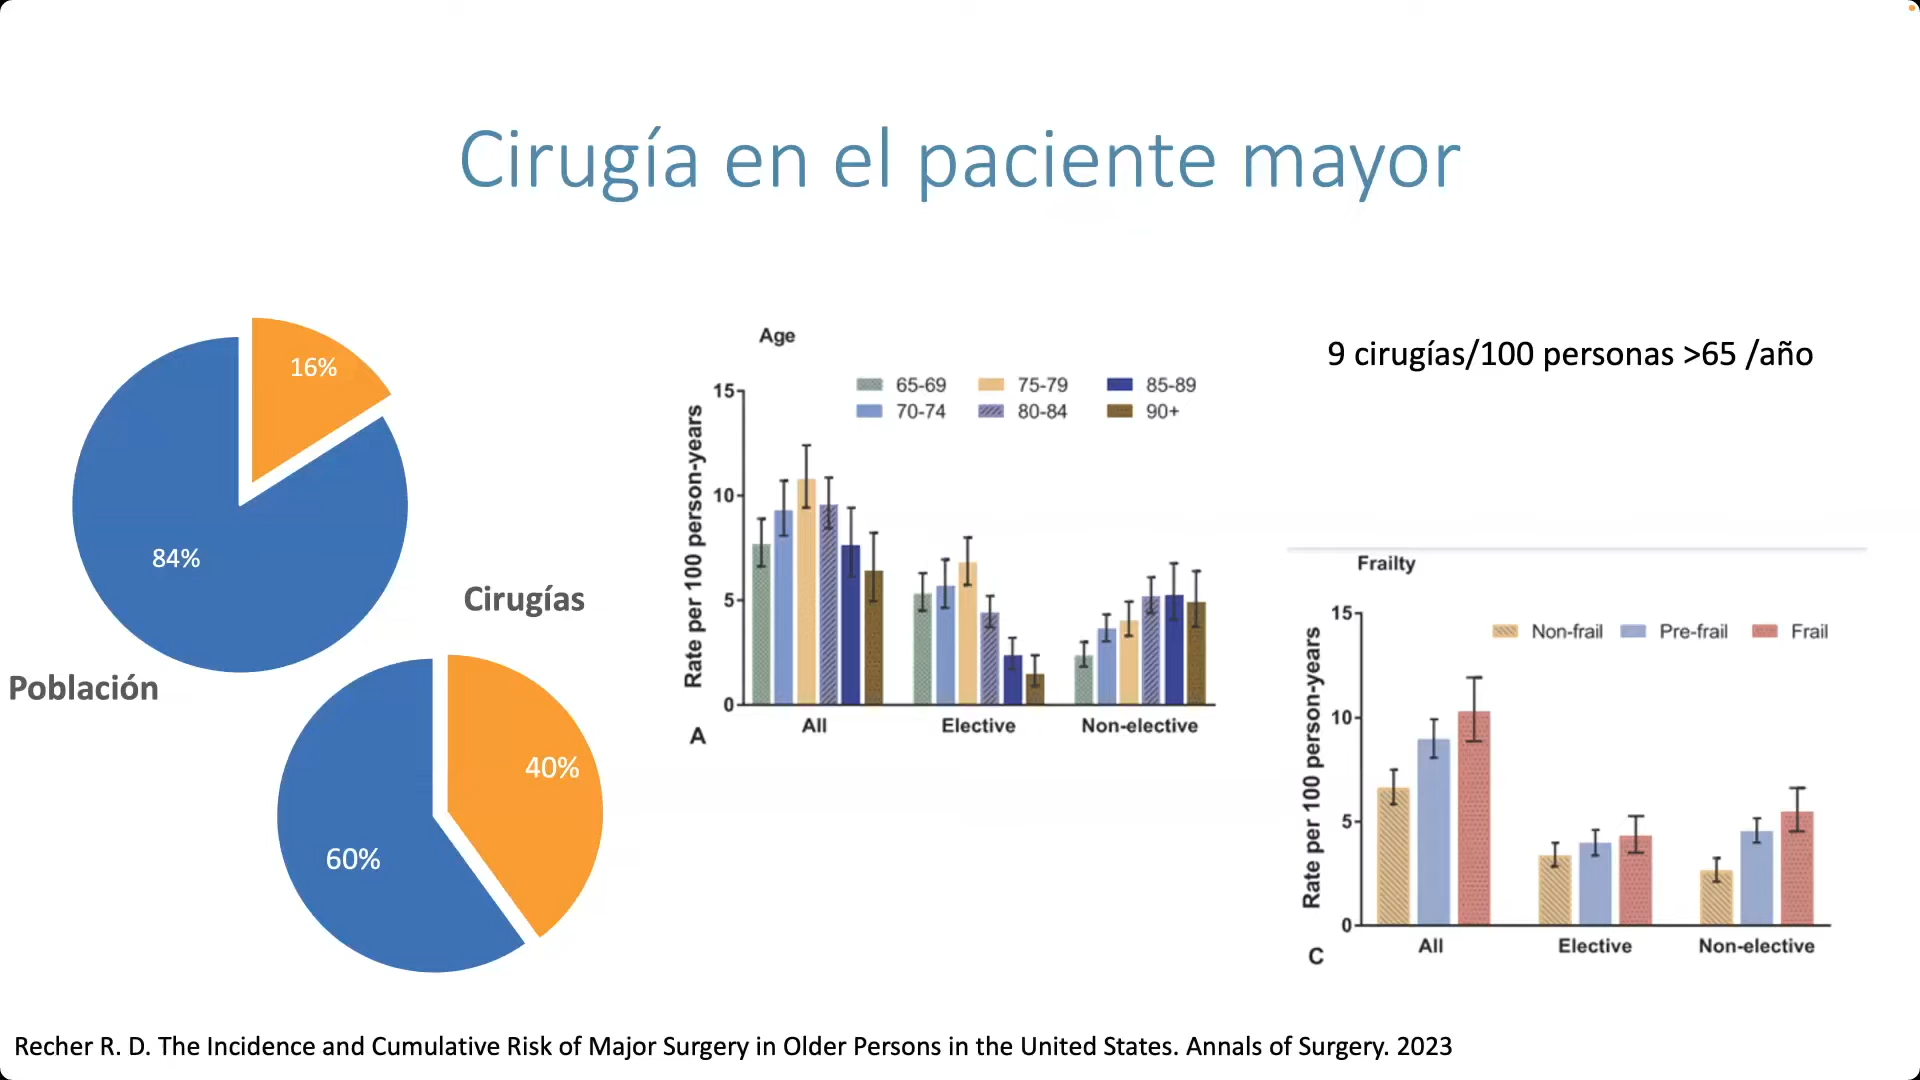 Cirugía en el paciente mayor
16%
84%
Población
Cirugías
40%
60%
Age
65-69 75-79 85-89
70-74 80-84 90+
Rate per 100 person-years
15
10
5
0
All Elective Non-elective
A
9 cirugías/100 personas >65 /año
Frailty
Non-frail Pre-frail Frail
Rate per 100 person-years
15
10
5
0
All Elective Non-elective
C
Recher R. D. The Incidence and Cumulative Risk of Major Surgery in Older Persons in the United States. Annals of Surgery. 2023